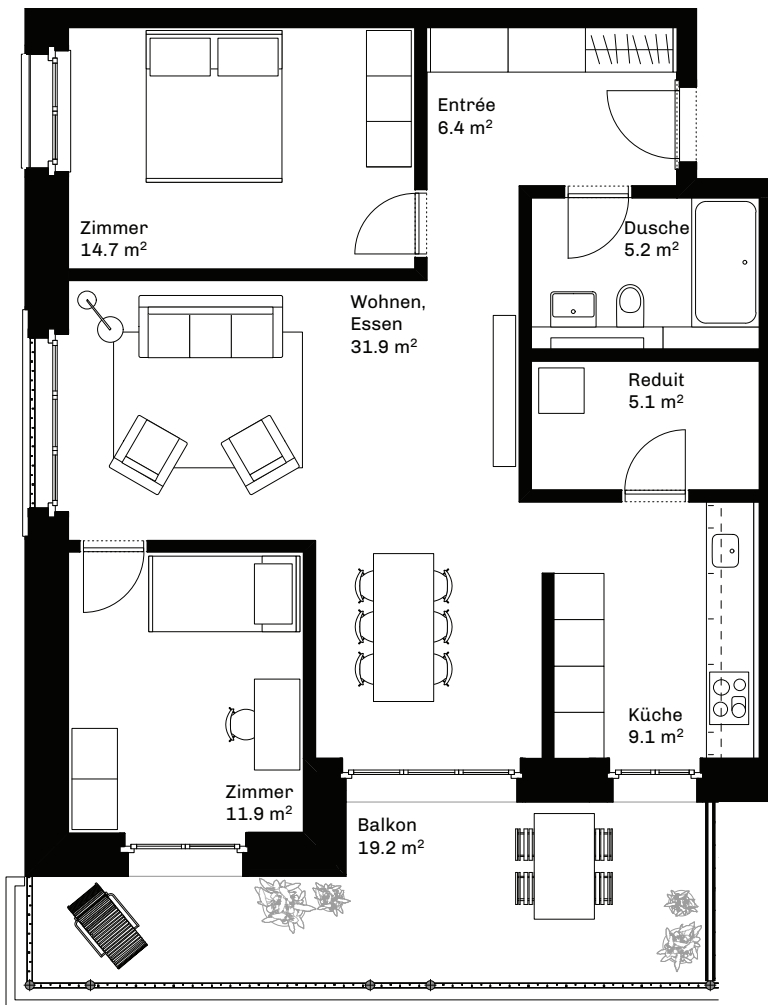 Entrée
6.4 m²
Zimmer
14.7 m²
Dusche
5.2 m²
Wohnen,
Essen
31.9 m²
Reduit
5.1 m²
Küche
9.1 m²
Zimmer
11.9 m²
Balkon
19.2 m²